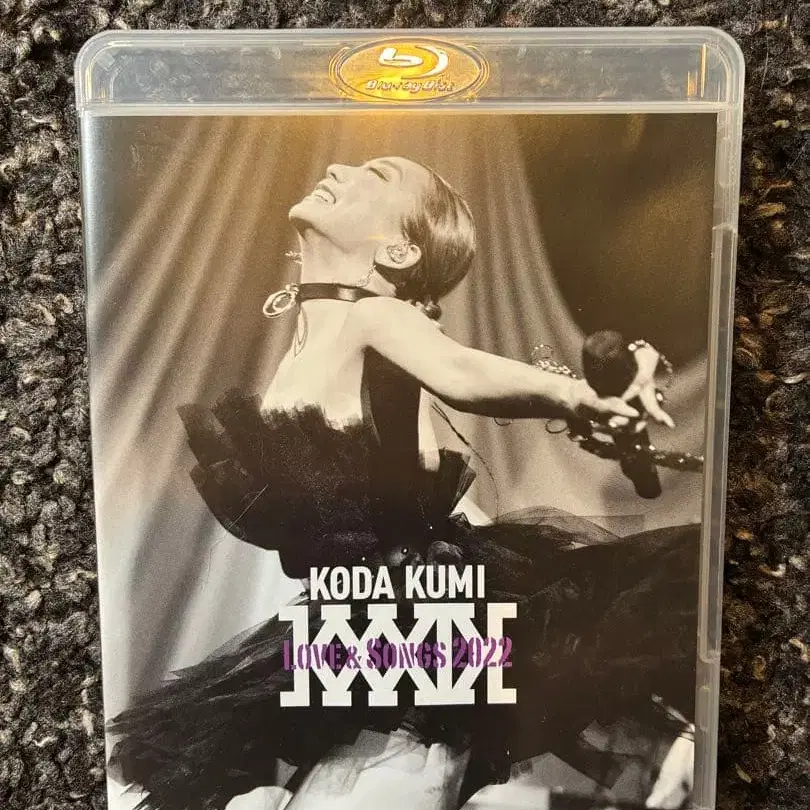 Blu-ray Disc
KODA KUMI
LOVE & SONGS 2022